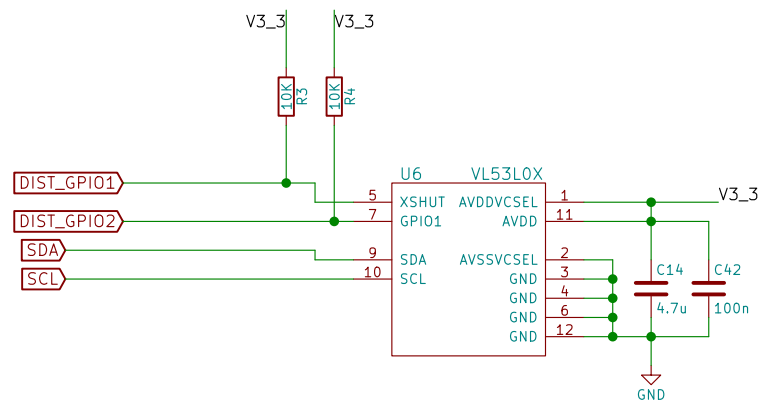 V3_3
V3_3
10K
R3
10K
R4
U6
VL53L0X
DIST_GPIO1
5
XSHUT
AVDDVCSEL
1
V3_3
DIST_GPIO2
7
GPIO1
AVDD
11
SDA
9
SDA
AVSSVCSEL
2
SCL
10
SCL
GND
3
C14
C42
GND
4
4.7u
100n
GND
6
GND
12
GND